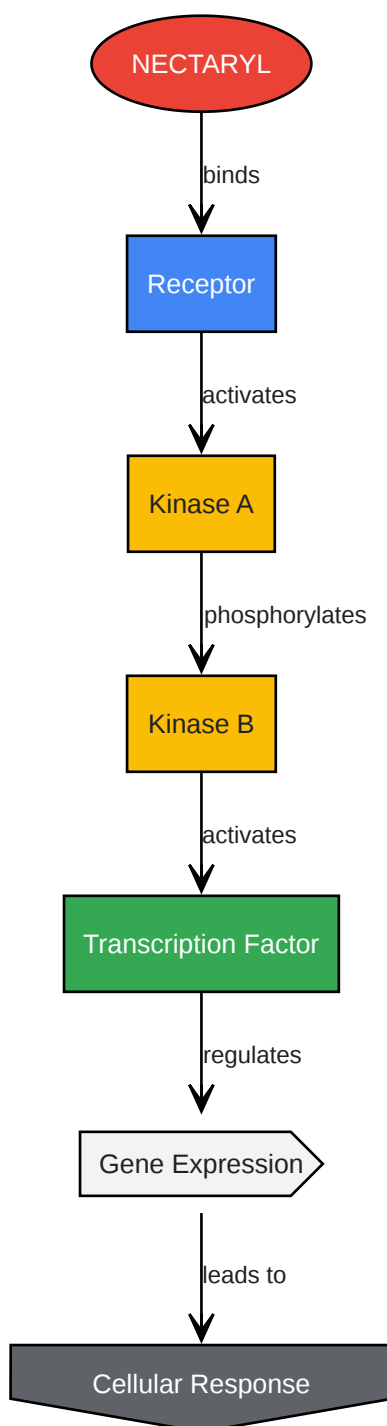 NECTARYL
binds
Receptor
activates
Kinase A
phosphorylates
Kinase B
activates
Transcription Factor
regulates
Gene Expression
leads to
Cellular Response